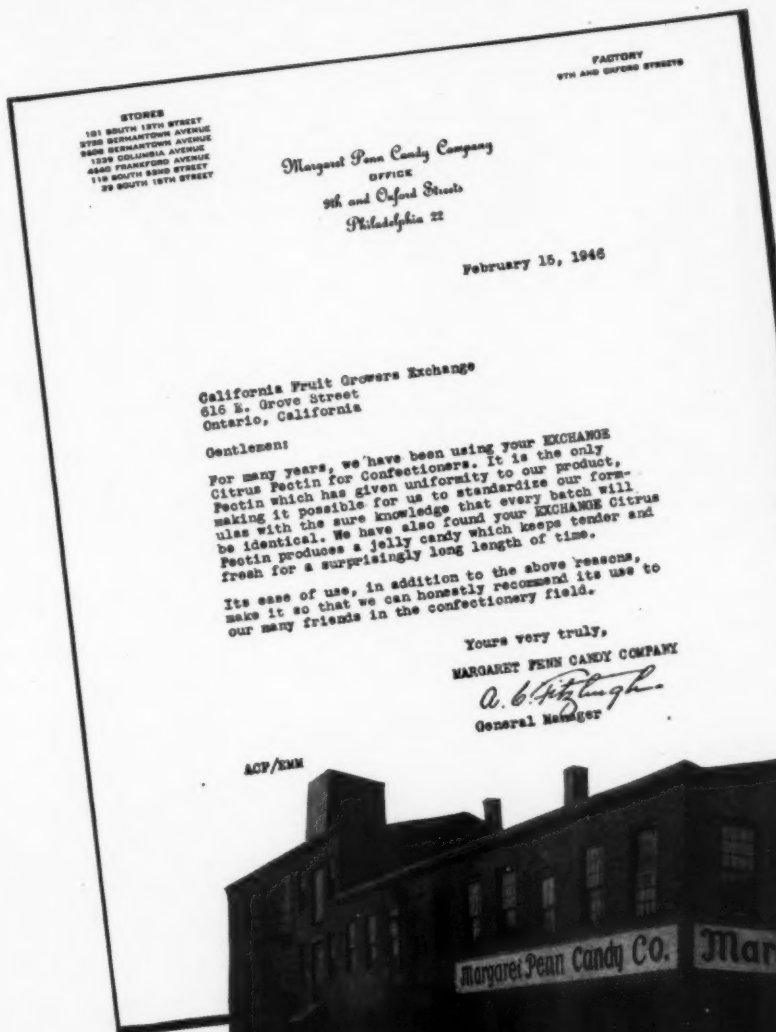 FACTORY
9TH AND OXFORD STREETS
STORES
101 SOUTH 13TH STREET
GERMANTOWN AVENUE
GERMANTOWN AVENUE
1239 COLUMBIA AVENUE
FRANKFORD AVENUE
SOUTH 52ND STREET
SOUTH 15TH STREET
Margaret Penn Candy Company
OFFICE
9th and Oxford Streets
Philadelphia 22
February 15, 1946
California Fruit Growers Exchange
616 E. Grove Street
Ontario, California
Gentlemen:
For many years, we have been using your EXCHANGE
Citrus Pectin for Confectioners. It is the only
Pectin which has given uniformity to our product,
making it possible for us to standardize our form-
ulas with the sure knowledge that every batch will
be identical. We have also found your EXCHANGE Citrus
Pectin produces a jelly candy which keeps tender and
fresh for a surprisingly long length of time.
Its ease of use, in addition to the above reasons,
make it so that we can honestly recommend its use to
our many friends in the confectionery field.
Yours very truly,
MARGARET PENN CANDY COMPANY
A. C. Fitzhugh
General Manager
ACF/EMM
Margaret Penn Candy Co.
Mar